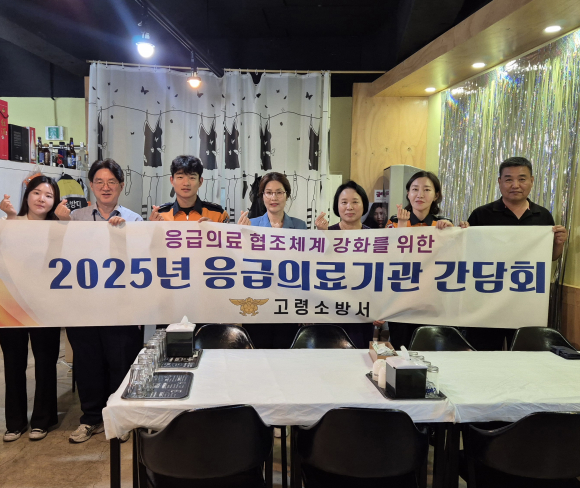 응급의료 협조체계 강화를 위한
2025년 응급의료기관 간담회
고령소방서